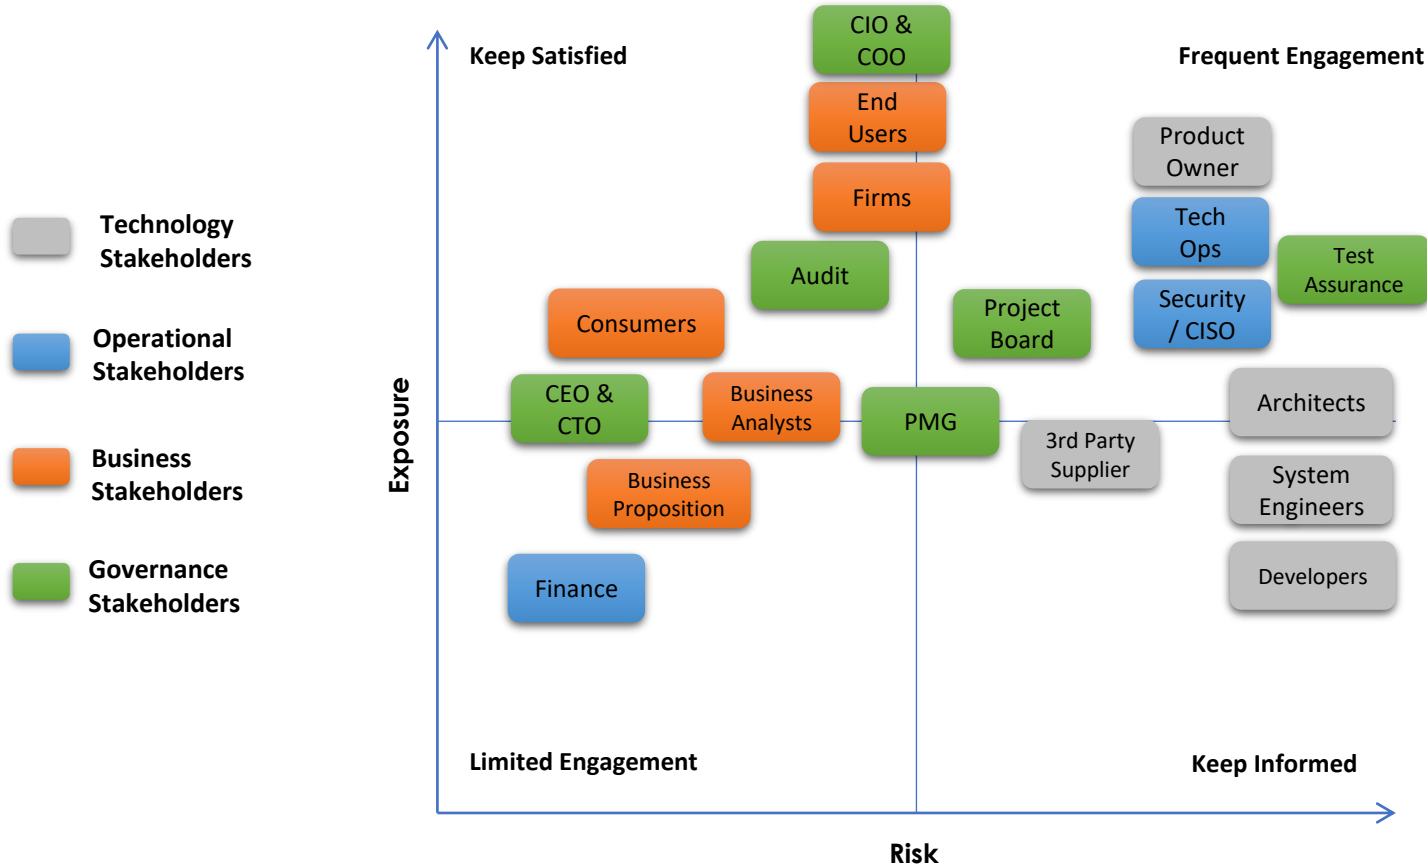 Keep Satisfied
Frequent Engagement
CIO &
COO
End
Users
Firms
Audit
Consumers
CEO &
CTO
Business
Analysts
Business
Proposition
Finance
PMG
Project
Board
Product
Owner
Tech
Ops
Security
/ CISO
Test
Assurance
3rd Party
Supplier
Architects
System
Engineers
Developers
Limited Engagement
Keep Informed
Exposure
Risk
Technology
Stakeholders
Operational
Stakeholders
Business
Stakeholders
Governance
Stakeholders